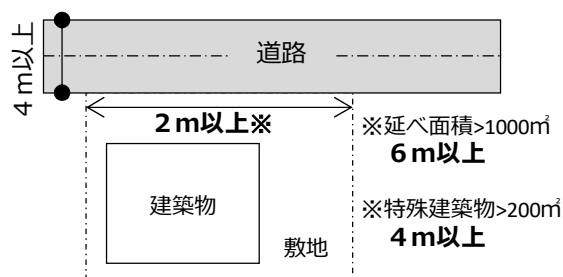 4m以上
道路
2m以上※
※延べ面積>1000㎡
6m以上
建築物
※特殊建築物>200㎡
4m以上
敷地